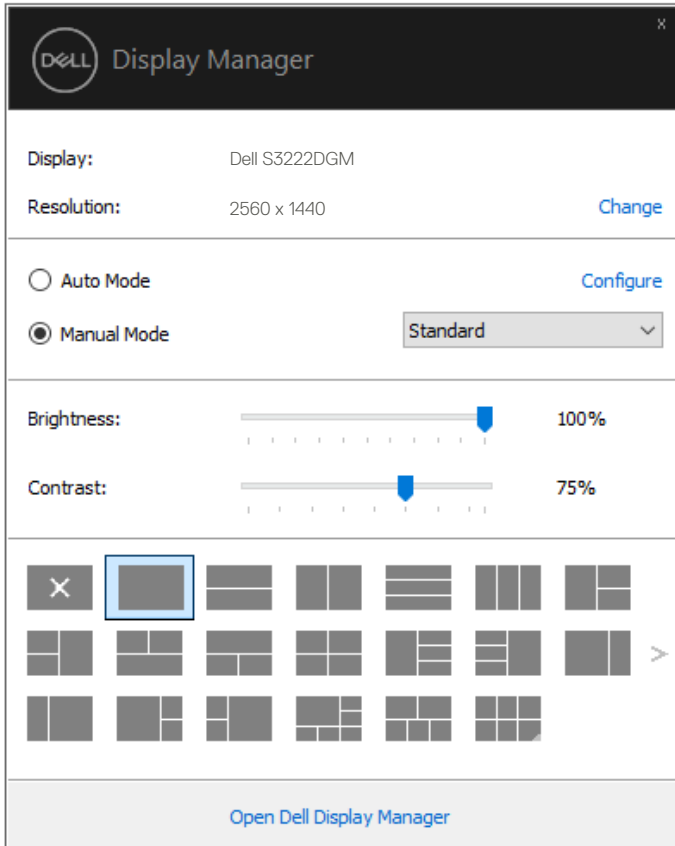 x
DELL Display Manager
Display: Dell S3222DGM
Resolution: 2560 x 1440 Change
Auto Mode Configure
Manual Mode Standard
Brightness: 100%
Contrast: 75%
Open Dell Display Manager